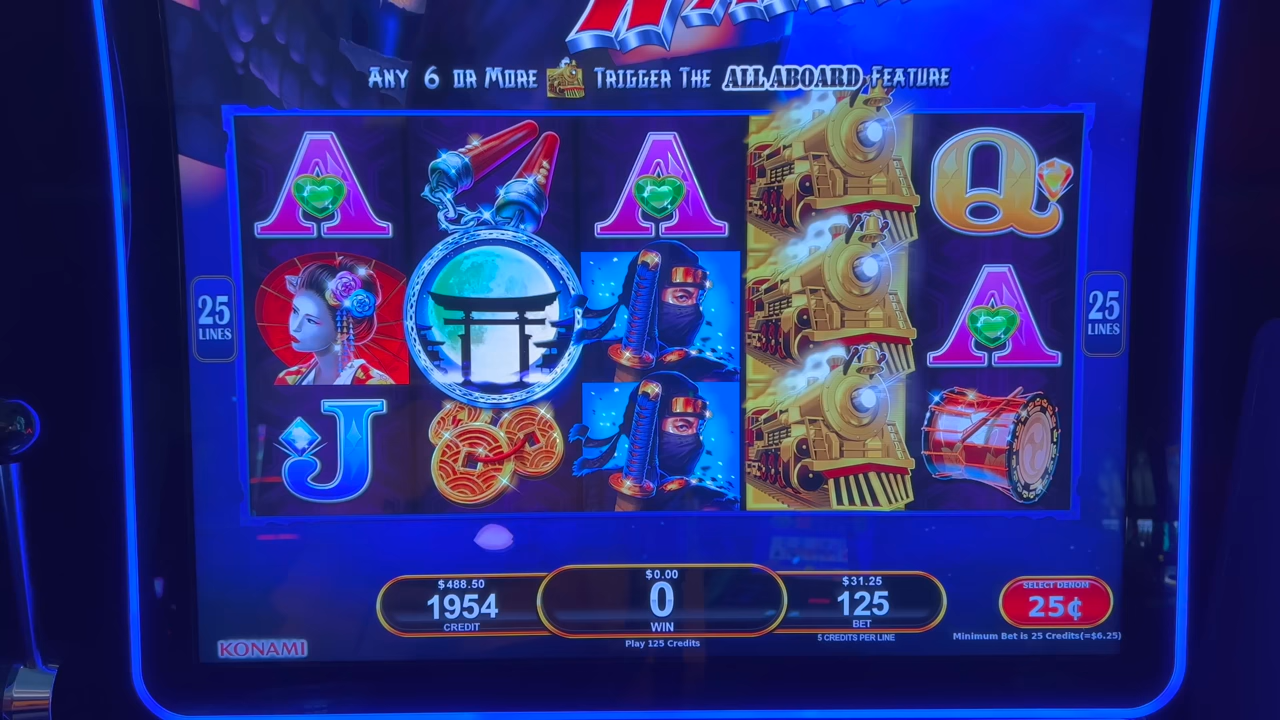 ANY 6 OR MORE TRIGGER THE ALL ABOARD FEATURE
A
A
Q
25
LINES
A
25
LINES
J
$488.50
1954
CREDIT
$0.00
0
WIN
$31.25
125
BET
SELECT DENOM
25¢
Play 125 Credits
5 CREDITS PER LINE
Minimum Bet is 25 Credits(=$6.25)
KONAMI